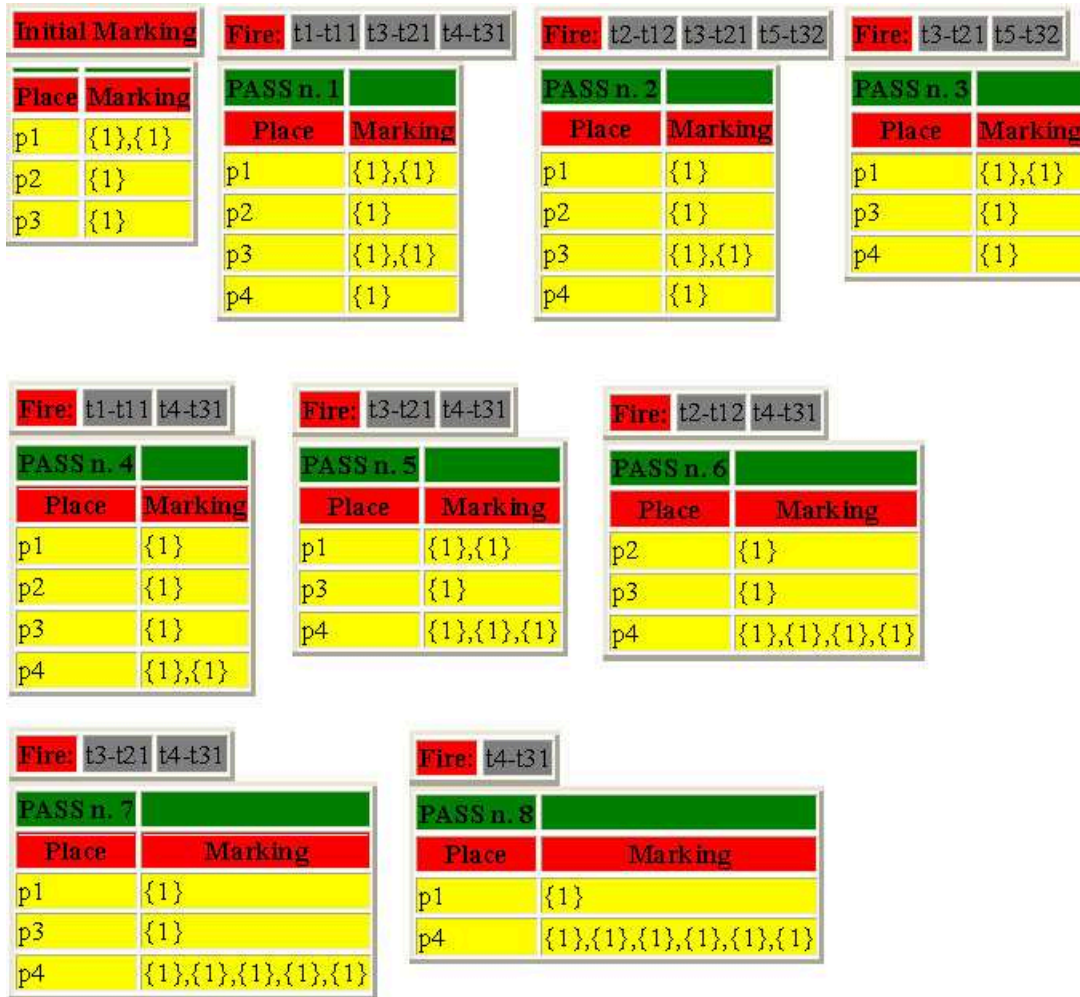 Initial Marking
Place Marking
p1 {1},{1}
p2 {1}
p3 {1}
Fire: t1-t11 t3-t21 t4-t31
PASS n. 1
Place Marking
p1 {1},{1}
p2 {1}
p3 {1},{1}
p4 {1}
Fire: t2-t12 t3-t21 t5-t32
PASS n. 2
Place Marking
p1 {1}
p2 {1}
p3 {1},{1}
p4 {1}
Fire: t3-t21 t5-t32
PASS n. 3
Place Marking
p1 {1},{1}
p3 {1}
p4 {1}
Fire: t1-t11 t4-t31
PASS n. 4
Place Marking
p1 {1}
p2 {1}
p3 {1}
p4 {1},{1}
Fire: t3-t21 t4-t31
PASS n. 5
Place Marking
p1 {1},{1}
p3 {1}
p4 {1},{1},{1}
Fire: t2-t12 t4-t31
PASS n. 6
Place Marking
p2 {1}
p3 {1}
p4 {1},{1},{1},{1}
Fire: t3-t21 t4-t31
PASS n. 7
Place Marking
p1 {1}
p3 {1}
p4 {1},{1},{1},{1},{1}
Fire: t4-t31
PASS n. 8
Place Marking
p1 {1}
p4 {1},{1},{1},{1},{1},{1}